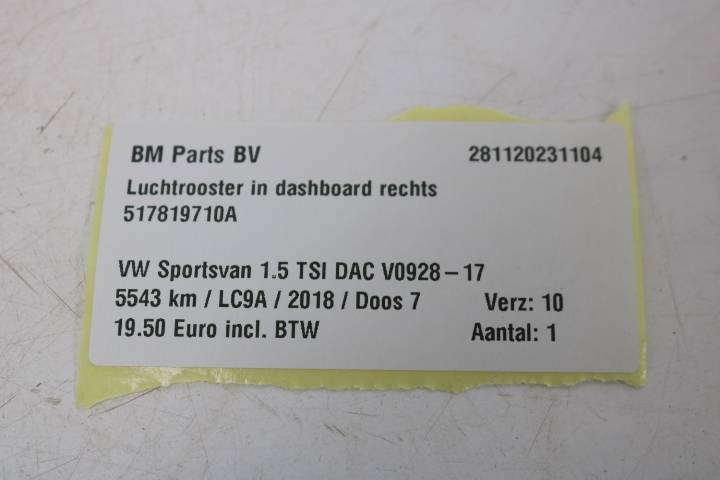 BM Parts BV 281120231104
Luchtrooster in dashboard rechts
517819710A
VW Sportsvan 1.5 TSI DAC V0928-17
5543 km / LC9A / 2018 / Doos 7 Verz: 10
19.50 Euro incl. BTW Aantal: 1